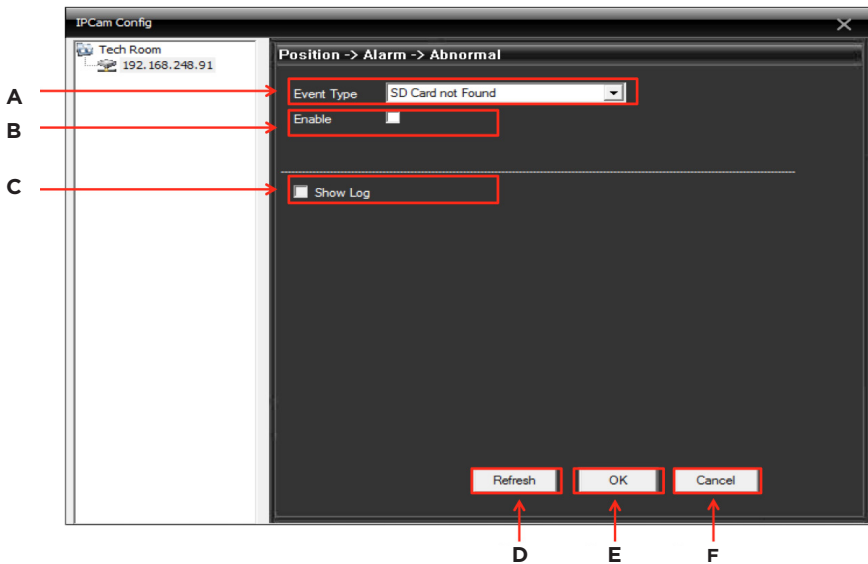 IPCam Config
Tech Room
192.168.248.91
Position -> Alarm -> Abnormal
A
Event Type SD Card not Found
B
Enable
C
Show Log
Refresh OK Cancel
D E F